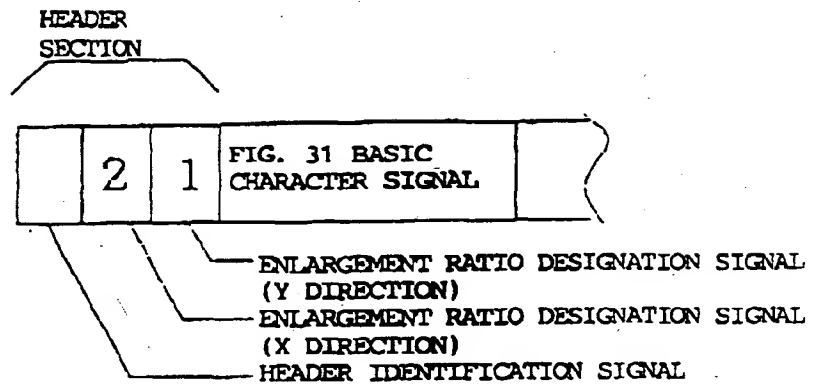 HEADER
SECTION
2 1 FIG. 31 BASIC
CHARACTER SIGNAL
ENLARGEMENT RATIO DESIGNATION SIGNAL
(Y DIRECTION)
ENLARGEMENT RATIO DESIGNATION SIGNAL
(X DIRECTION)
HEADER IDENTIFICATION SIGNAL